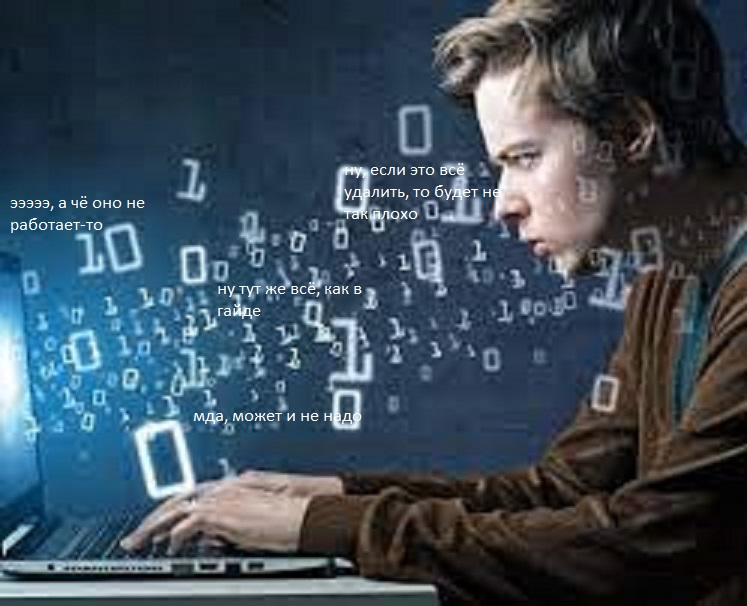 эээээ, а чё оно не
работает-то
ну, если это всё
удалить, то будет не
так плохо
ну тут же всё, как в
гайде
мда, может и не надо